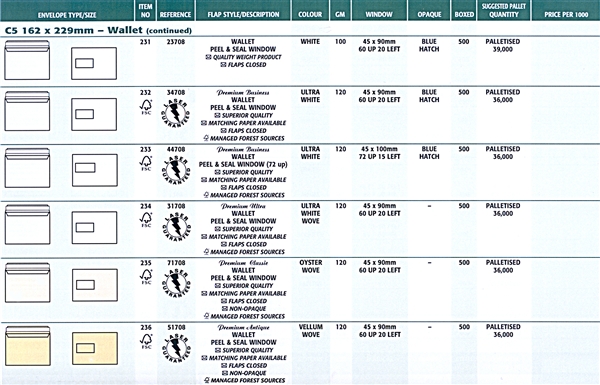 ENVELOPE TYPE/SIZE ITEM NO REFERENCE FLAP STYLE/DESCRIPTION COLOUR GM WINDOW OPAQUE BOXED SUGGESTED PALLET QUANTITY PRICE PER 1000
C5 162 x 229mm – Wallet (continued)
231 23708 WALLET WHITE 100 45 x 90mm BLUE 500 PALLETISED
PEEL & SEAL WINDOW 60 UP 20 LEFT HATCH 39,000
QUALITY WEIGHT PRODUCT
FLAPS CLOSED
232 34708 Premium Business ULTRA 120 45 x 90mm BLUE 500 PALLETISED
FSC LASER GUARANTEED WALLET WHITE 60 UP 20 LEFT HATCH 36,000
PEEL & SEAL WINDOW
SUPERIOR QUALITY
MATCHING PAPER AVAILABLE
FLAPS CLOSED
MANAGED FOREST SOURCES
233 44708 Premium Business ULTRA 120 45 x 100mm BLUE 500 PALLETISED
FSC LASER GUARANTEED WALLET WHITE 72 UP 15 LEFT HATCH 36,000
PEEL & SEAL WINDOW (72 up)
SUPERIOR QUALITY
MATCHING PAPER AVAILABLE
FLAPS CLOSED
MANAGED FOREST SOURCES
234 31708 Premium Ultra ULTRA 120 45 x 90mm – 500 PALLETISED
FSC LASER GUARANTEED WALLET WHITE 60 UP 20 LEFT 36,000
PEEL & SEAL WINDOW WOVE
SUPERIOR QUALITY
MATCHING PAPER AVAILABLE
FLAPS CLOSED
MANAGED FOREST SOURCES
235 71708 Premium Classic OYSTER 120 45 x 90mm – 500 PALLETISED
FSC LASER GUARANTEED WALLET WOVE 60 UP 20 LEFT 36,000
PEEL & SEAL WINDOW
SUPERIOR QUALITY
MATCHING PAPER AVAILABLE
FLAPS CLOSED
NON-OPAQUE
MANAGED FOREST SOURCES
236 51708 Premium Antique VELLUM 120 45 x 90mm – 500 PALLETISED
FSC LASER GUARANTEED WALLET WOVE 60 UP 20 LEFT 36,000
PEEL & SEAL WINDOW
SUPERIOR QUALITY
MATCHING PAPER AVAILABLE
FLAPS CLOSED
NON-OPAQUE
MANAGED FOREST SOURCES